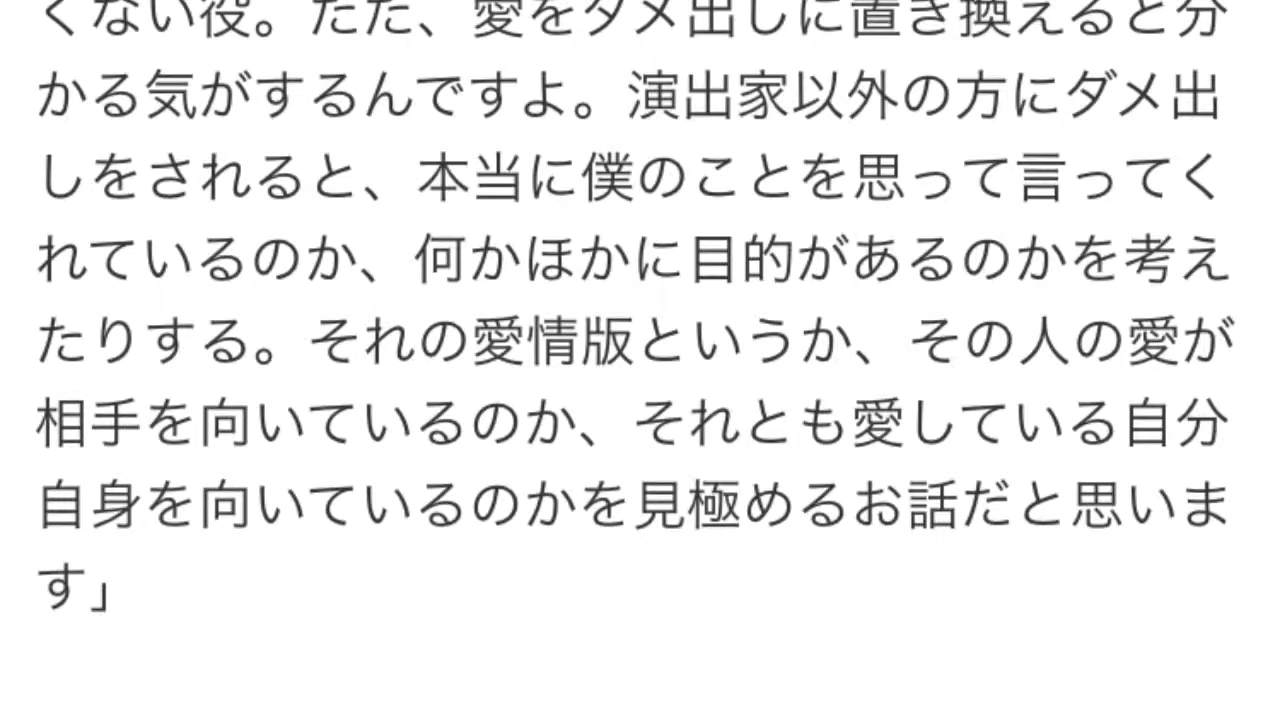 くない役。ただ、愛をダメ出しに置き換えると分
かる気がするんですよ。演出家以外の方にダメ出
しをされると、本当に僕のことを思って言ってく
れているのか、何かほかに目的があるのかを考え
たりする。それの愛情版というか、その人の愛が
相手を向いているのか、それとも愛している自分
自身を向いているのかを見極めるお話だと思いま
す」